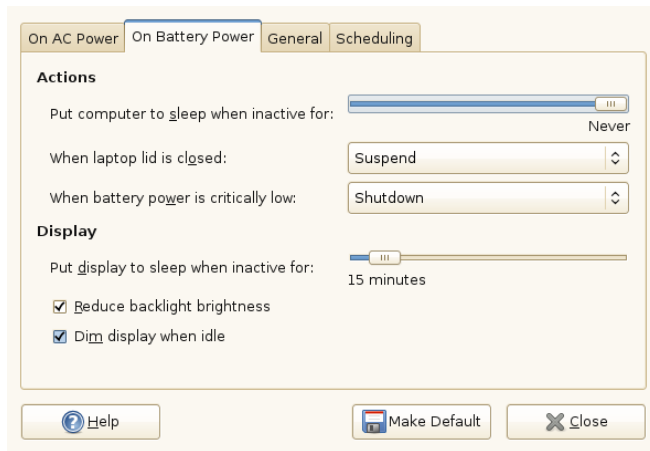 On AC Power On Battery Power General Scheduling
Actions
Put computer to sleep when inactive for:
Never
When laptop lid is closed: Suspend
When battery power is critically low: Shutdown
Display
Put display to sleep when inactive for:
15 minutes
Reduce backlight brightness
Dim display when idle
Help Make Default Close